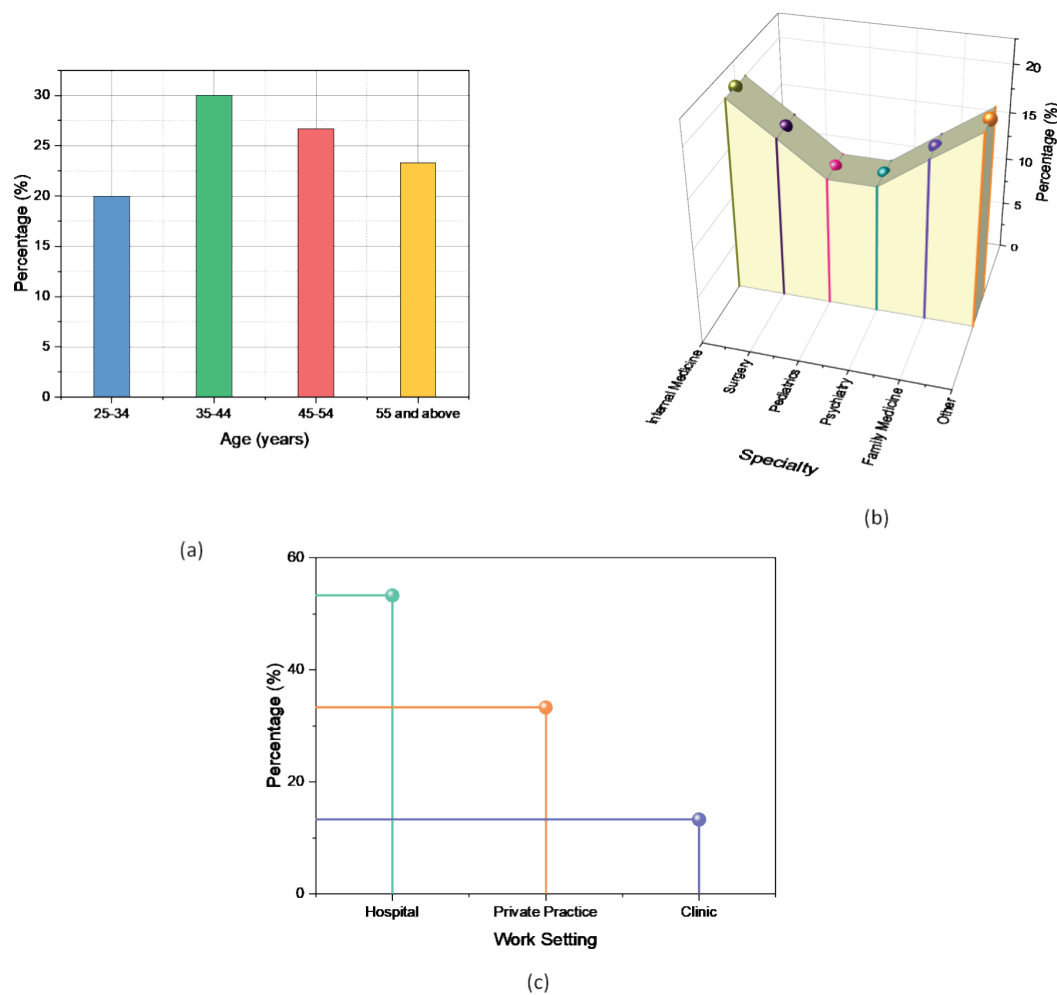 30
25
20
15
10
5
0
Percentage (%)
25-34
35-44
45-54
55 and above
Age (years)
(a)
20
15
10
5
0
Percentage (%)
Internal Medicine
Surgery
Pediatrics
Psychiatry
Family Medicine
Other
Specialty
(b)
60
40
20
0
Percentage (%)
Hospital
Private Practice
Clinic
Work Setting
(c)